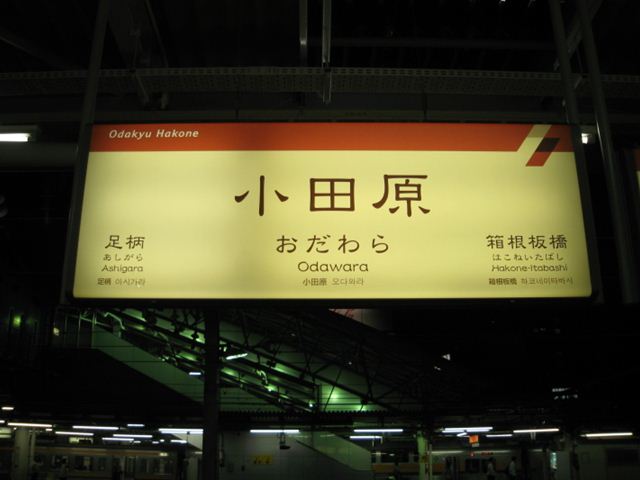 Odakyu Hakone
小田原
足柄
あしがら
Ashigara
足柄 아시가라
おだわら
Odawara
小田原 오다와라
箱根板橋
はこねいたばし
Hakone-Itabashi
箱根板橋 하코네이타바시